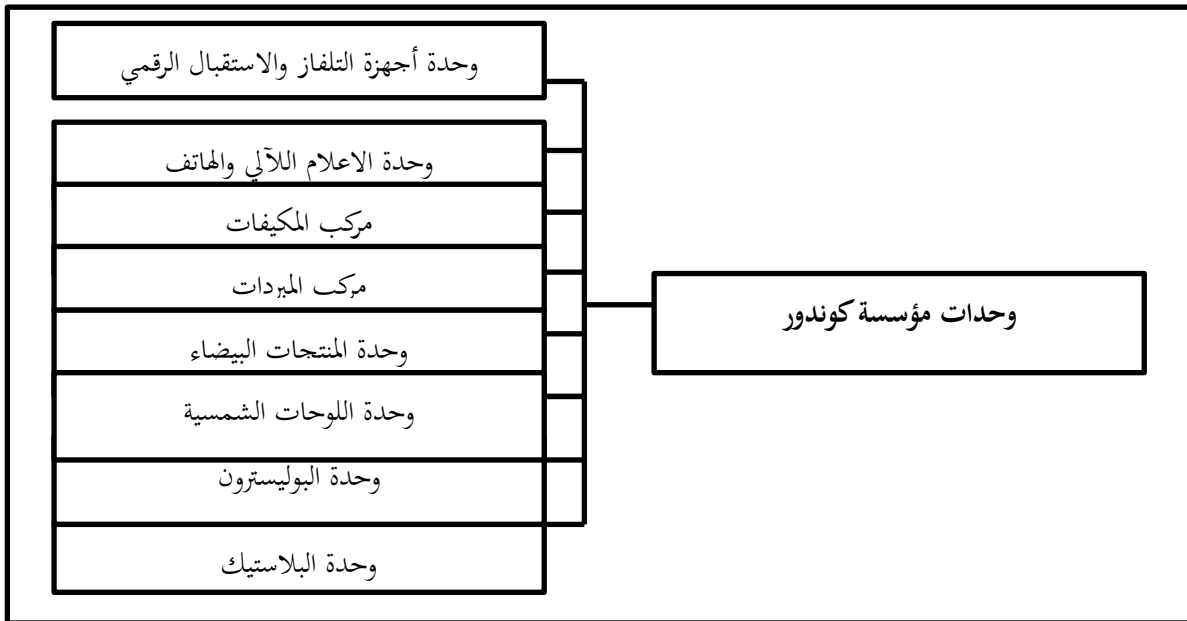 وحدة أجهزة التلفاز والاستقبال الرقمي
وحدة الاعلام اللآلي والهاتف
مركب المكيفات
مركب المبردات
وحدات مؤسسة كوندور
وحدة المنتجات البيضاء
وحدة اللوحات الشمسية
وحدة البوليسترون
وحدة البلاستيك